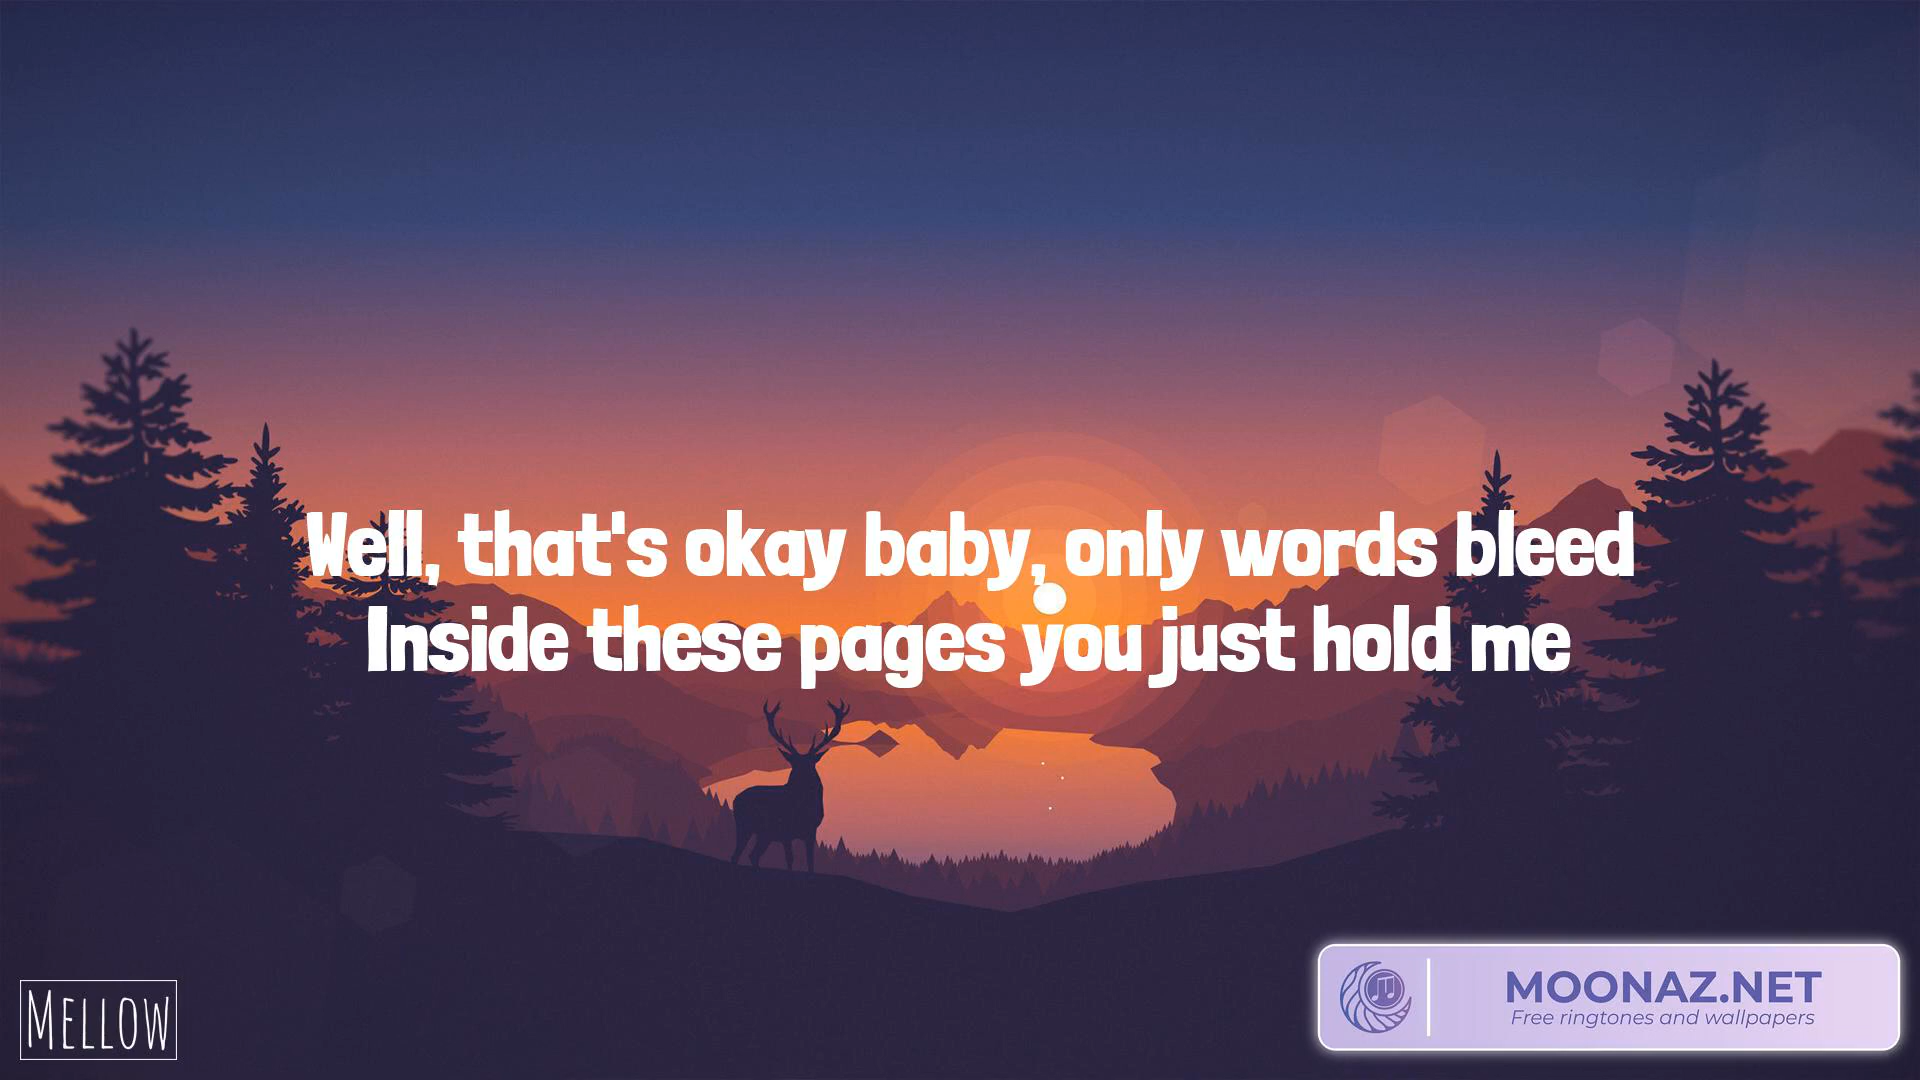 Well, that's okay baby, only words bleed
Inside these pages you just hold me
MELLOW
MOONAZ.NET
Free ringtones and wallpapers